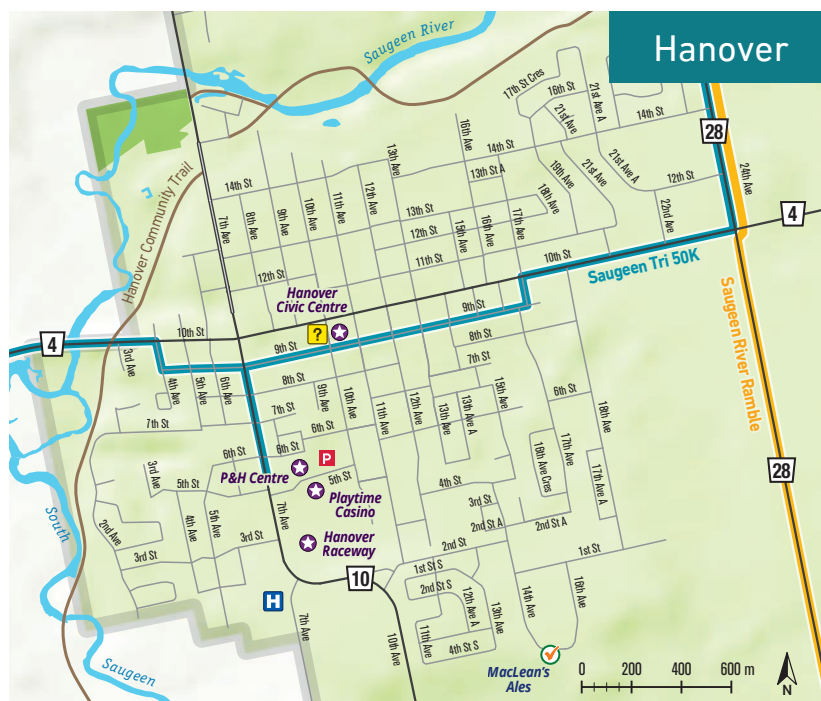 Hanover
Saugeen River
17th St Cres
16th St
21st Ave A
21st Ave
14th St
28
16th Ave
14th St
13th Ave
13th St A
19th Ave
21st Ave
21st Ave A
12th St
24th Ave
14th St
7th Ave
8th Ave
9th Ave
10th Ave
11th Ave
12th Ave
13th St
18th Ave
22nd Ave
4
12th St
15th Ave
16th Ave
17th Ave
11th St
10th St
Saugeen Tri 50K
Hanover Community Trail
12th St
Hanover
Civic Centre
?
9th St
Saugeen River Ramble
10th St
4
3rd Ave
9th St
8th St
7th St
4th Ave
5th Ave
6th Ave
8th St
9th Ave
10th Ave
11th Ave
12th Ave
13th Ave
13th Ave A
15th Ave
6th St
18th Ave
7th St
7th St
6th St
6th St
6th St
P
16th Ave Cres
17th Ave
17th Ave A
28
3rd Ave
5th St
P&H Centre
5th St
4th St
Playtime
Casino
3rd St
2nd St A
2nd St A
2nd Ave
4th Ave
5th Ave
3rd St
3rd St
7th Ave
Hanover
Raceway
2nd St
1st St
10
1st St S
2nd St S
12th Ave A
13th Ave
14th Ave
16th Ave
H
7th Ave
10th Ave
11th Ave
4th St S
South
Saugeen
MacLean's
Ales
0 200 400 600 m
N